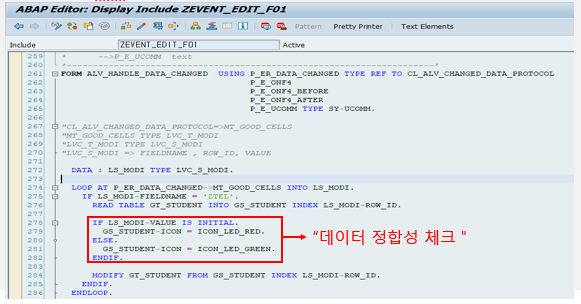 ABAP Editor: Display Include ZEVENT_EDIT_F01
Pattern Pretty Printer Text Elements
Include ZEVENT_EDIT_F01 Active
259 * -->P_E_UCOMM text
260 *----------------------------------------------------------------------*
261 FORM ALV_HANDLE_DATA_CHANGED USING P_ER_DATA_CHANGED TYPE REF TO CL_ALV_CHANGED_DATA_PROTOCOL
262 P_E_ONF4
263 P_E_ONF4_BEFORE
264 P_E_ONF4_AFTER
265 P_E_UCOMM TYPE SY-UCOMM.
266
267 "CL_ALV_CHANGED_DATA_PROTOCOL=>MT_GOOD_CELLS
268 "MT_GOOD_CELLS TYPE LVC_T_MODI
269 "LVC_T_MODI TYPE LVC_S_MODI
270 "LVC_S_MODI => FIELDNAME , ROW_ID, VALUE
271
272 DATA : LS_MODI TYPE LVC_S_MODI.
273
274 LOOP AT P_ER_DATA_CHANGED->MT_GOOD_CELLS INTO LS_MODI.
275 IF LS_MODI-FIELDNAME = 'ZTEL'.
276 READ TABLE GT_STUDENT INTO GS_STUDENT INDEX LS_MODI-ROW_ID.
277
278 IF LS_MODI-VALUE IS INITIAL.
279 GS_STUDENT-ICON = ICON_LED_RED.
280 ELSE. “데이터 정합성 체크 "
281 GS_STUDENT-ICON = ICON_LED_GREEN.
282 ENDIF.
283
284 MODIFY GT_STUDENT FROM GS_STUDENT INDEX LS_MODI-ROW_ID.
285 ENDIF.
286 ENDLOOP.